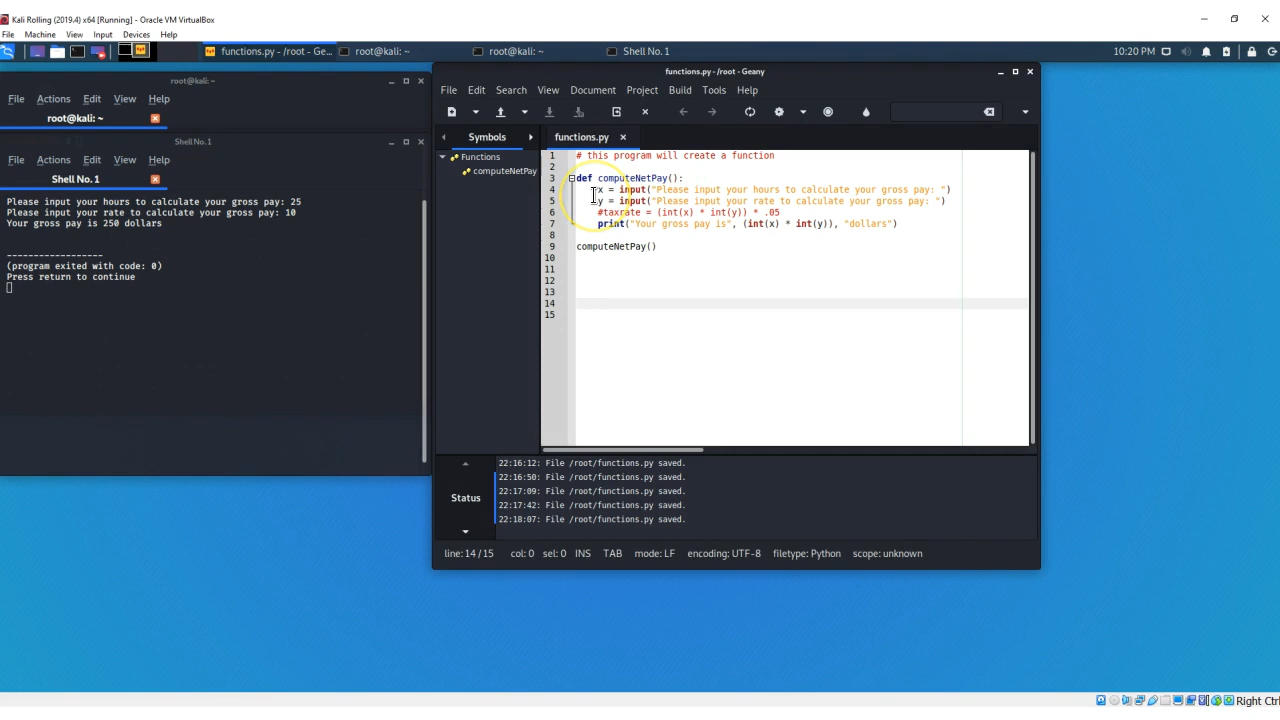 Kali Rolling (2019.4) x64 [Running] - Oracle VM VirtualBox
File Machine View Input Devices Help
functions.py - /root - Gea... root@kali: ~ root@kali: ~ Shell No. 1 10:20 PM
root@kali: ~
File Actions Edit View Help
root@kali: ~
Shell No. 1
File Actions Edit View Help
Shell No. 1
Please input your hours to calculate your gross pay: 25
Please input your rate to calculate your gross pay: 10
Your gross pay is 250 dollars
------------------
(program exited with code: 0)
Press return to continue
functions.py - /root - Geany
File Edit Search View Document Project Build Tools Help
Symbols
Functions
computeNetPay
functions.py
1 # this program will create a function
2
3 def computeNetPay():
4 x = input("Please input your hours to calculate your gross pay: ")
5 y = input("Please input your rate to calculate your gross pay: ")
6 #taxrate = (int(x) * int(y)) * .05
7 print("Your gross pay is", (int(x) * int(y)), "dollars")
8
9 computeNetPay()
10
11
12
13
14
15
Status
22:16:12: File /root/functions.py saved.
22:16:50: File /root/functions.py saved.
22:17:09: File /root/functions.py saved.
22:17:42: File /root/functions.py saved.
22:18:07: File /root/functions.py saved.
line: 14 / 15 col: 0 sel: 0 INS TAB mode: LF encoding: UTF-8 filetype: Python scope: unknown
Right Ctrl